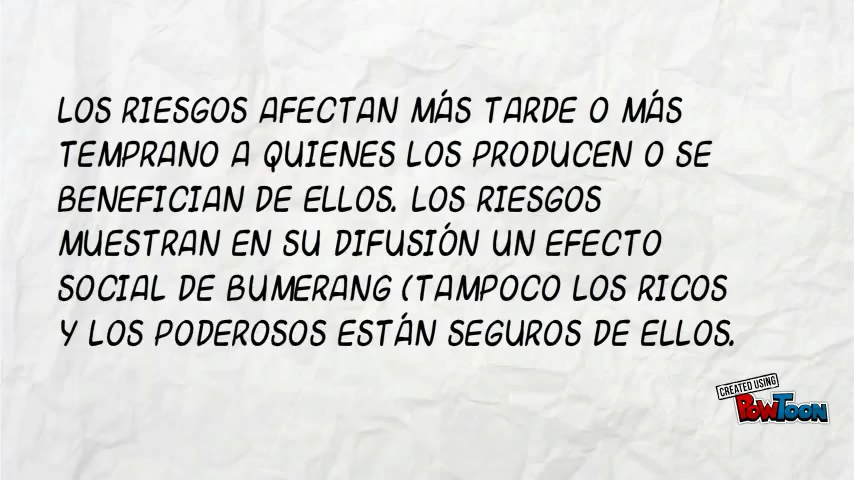 LOS RIESGOS AFECTAN MÁS TARDE O MÁS
TEMPRANO A QUIENES LOS PRODUCEN O SE
BENEFICIAN DE ELLOS. LOS RIESGOS
MUESTRAN EN SU DIFUSIÓN UN EFECTO
SOCIAL DE BUMERANG (TAMPOCO LOS RICOS
Y LOS PODEROSOS ESTÁN SEGUROS DE ELLOS.
CREATED USING
POWTOON